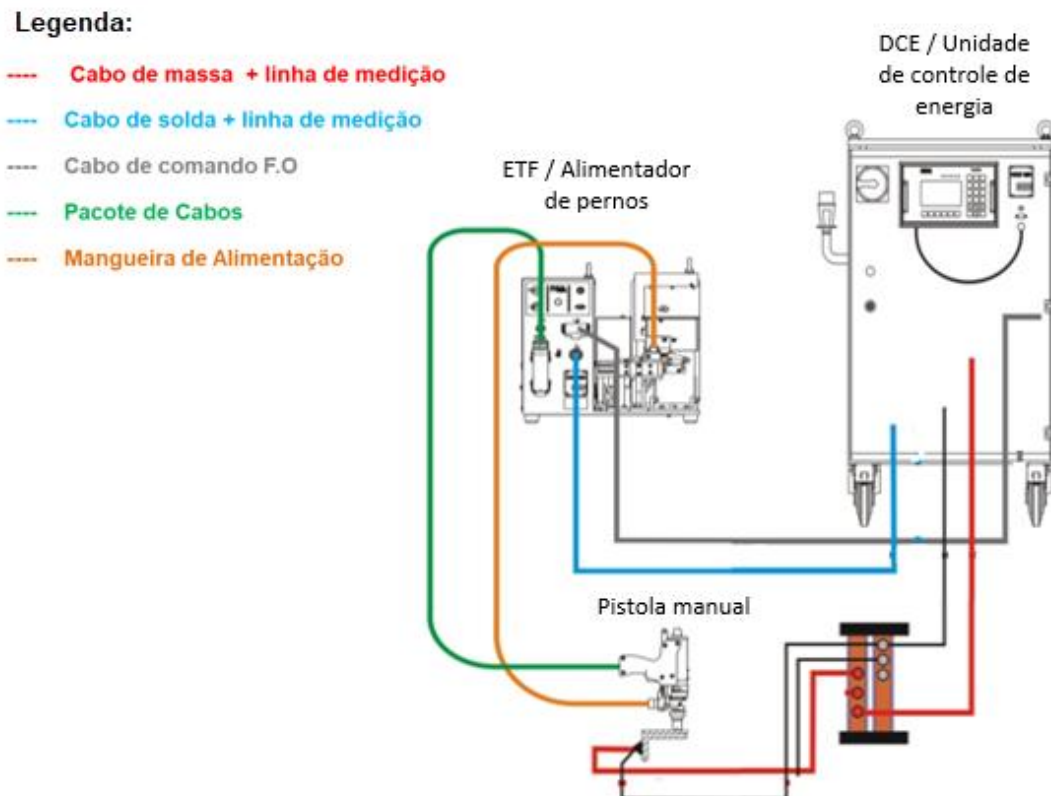 Legenda:
---- Cabo de massa + linha de medição
---- Cabo de solda + linha de medição
---- Cabo de comando F.O
---- Pacote de Cabos
---- Mangueira de Alimentação
DCE / Unidade
de controle de
energia
ETF / Alimentador
de pernos
Pistola manual